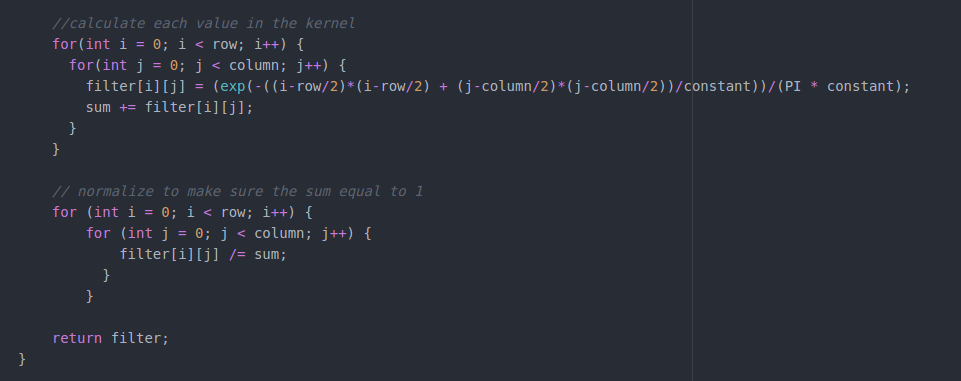 //calculate each value in the kernel
for(int i = 0; i < row; i++) {
for(int j = 0; j < column; j++) {
filter[i][j] = (exp(-((i-row/2)*(i-row/2) + (j-column/2)*(j-column/2))/constant))/(PI * constant);
sum += filter[i][j];
}
}
// normalize to make sure the sum equal to 1
for (int i = 0; i < row; i++) {
for (int j = 0; j < column; j++) {
filter[i][j] /= sum;
}
}
return filter;
}